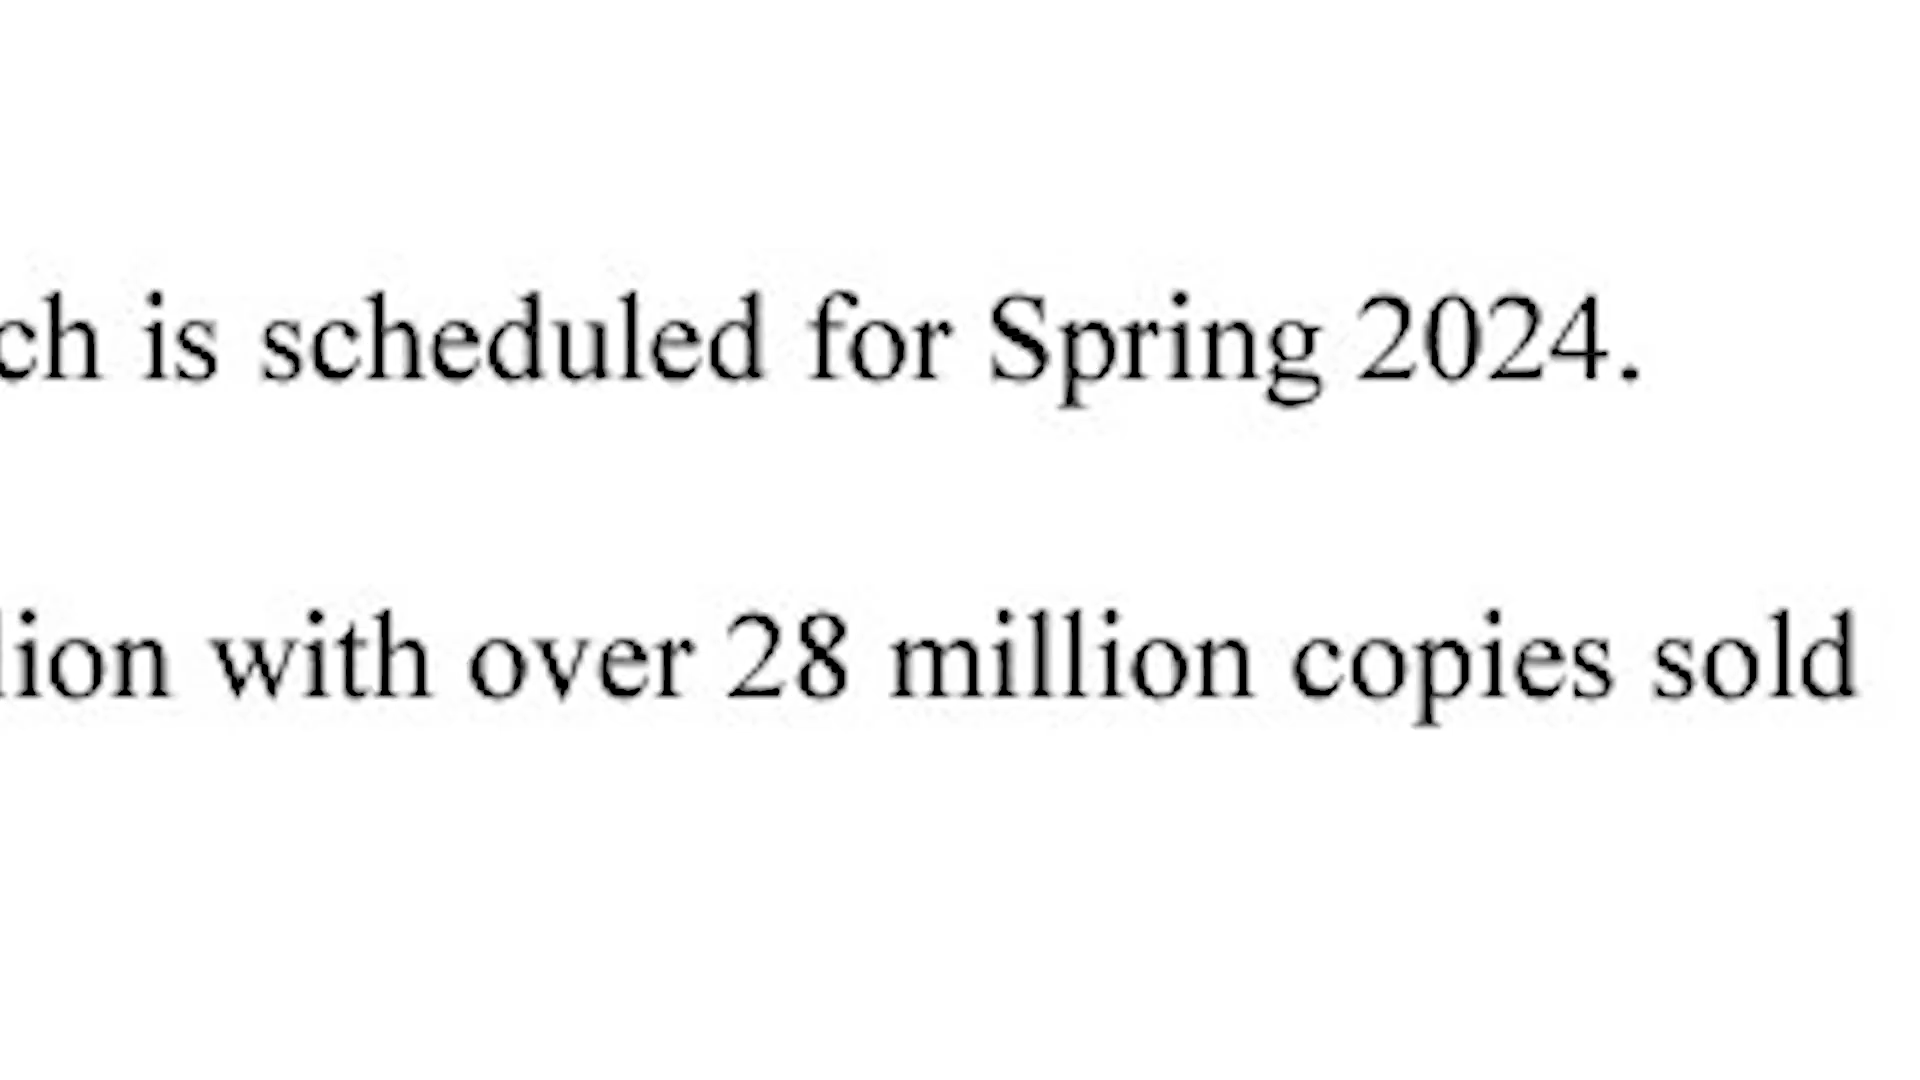 ch is scheduled for Spring 2024.
lion with over 28 million copies sold